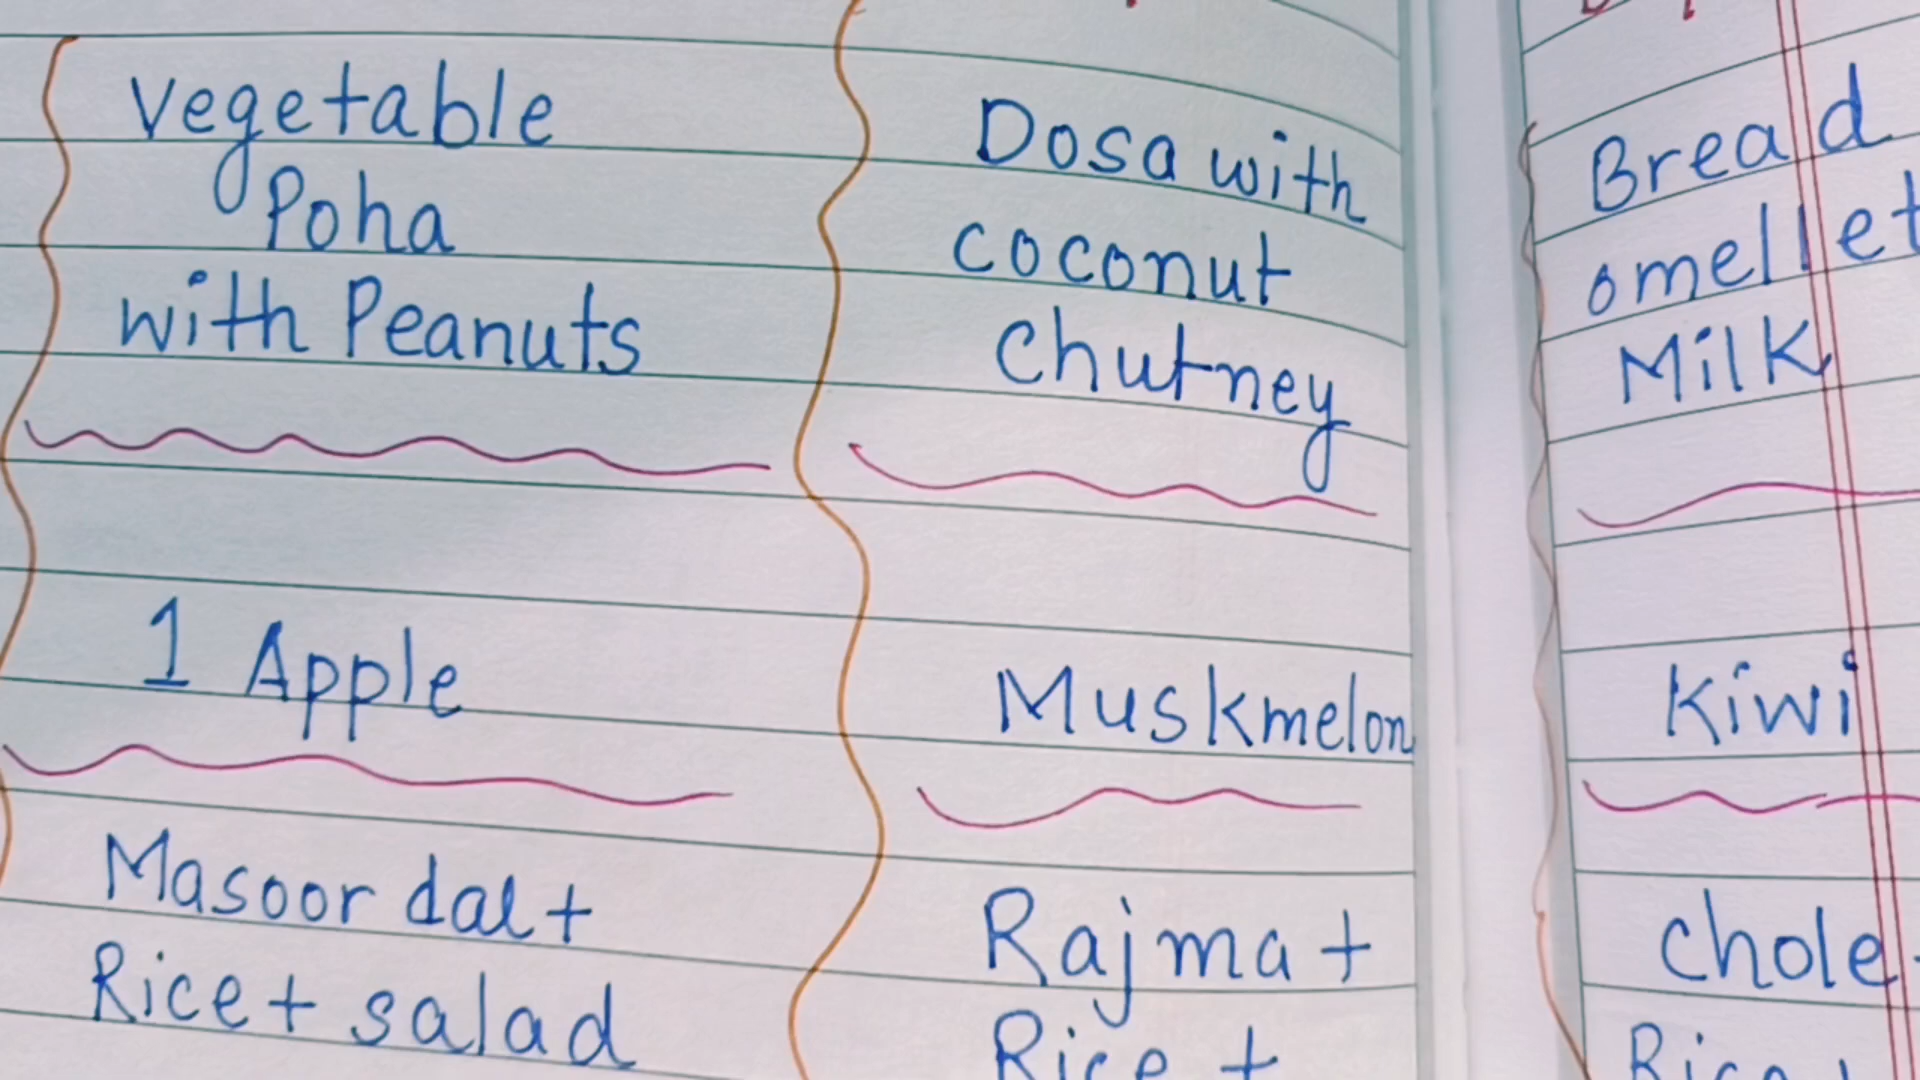 Vegetable
Poha
with Peanuts
1 Apple
Masoor dal +
Rice + salad
Dosa with
coconut
Chutney
Muskmelon
Rajma +
Rice +
Bread
omellet
Milk
Kiwi
Chole